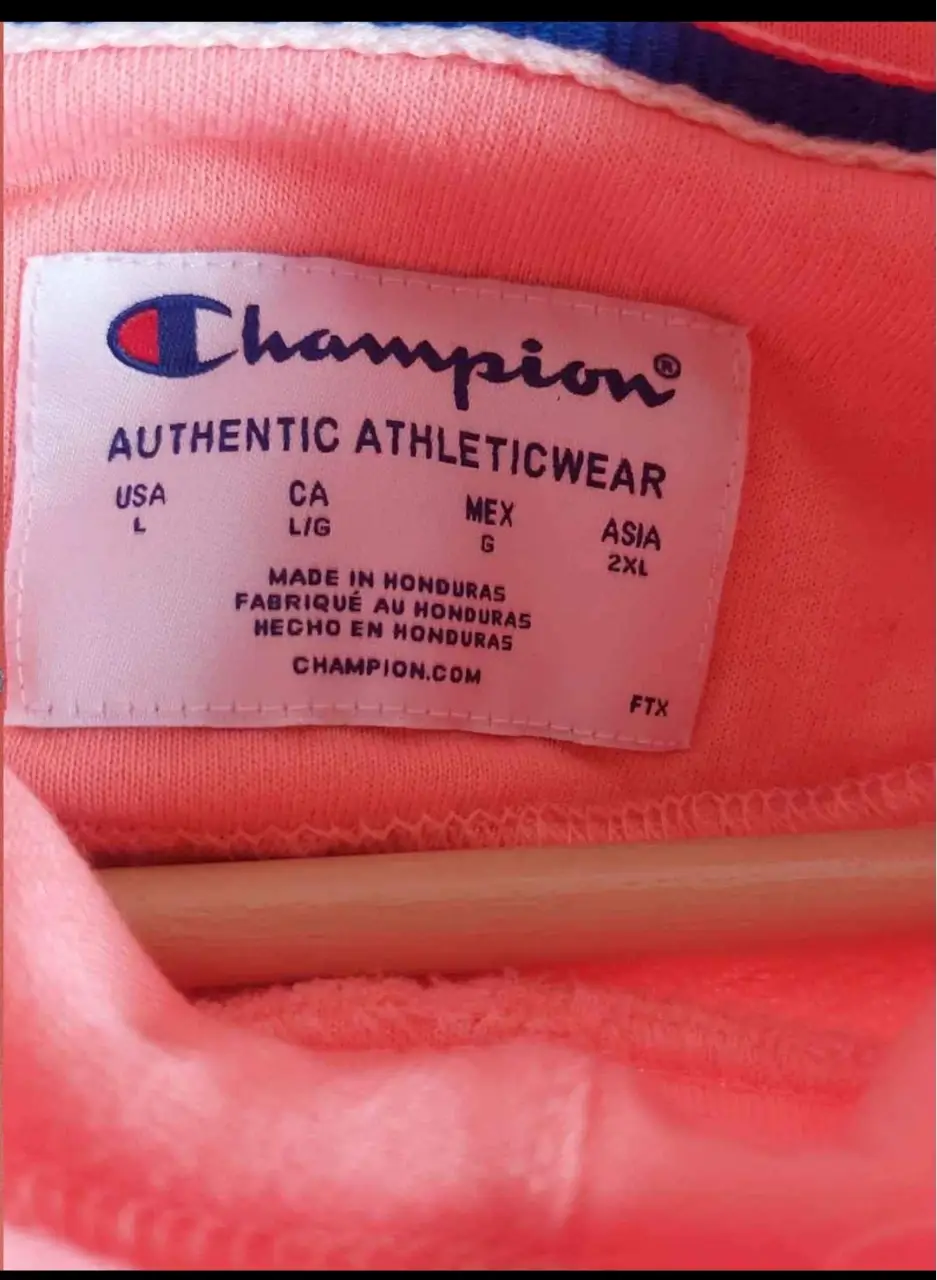 Champion®
AUTHENTIC ATHLETICWEAR
USA CA MEX ASIA
L L/G G 2XL
MADE IN HONDURAS
FABRIQUÉ AU HONDURAS
HECHO EN HONDURAS
CHAMPION.COM
FTX